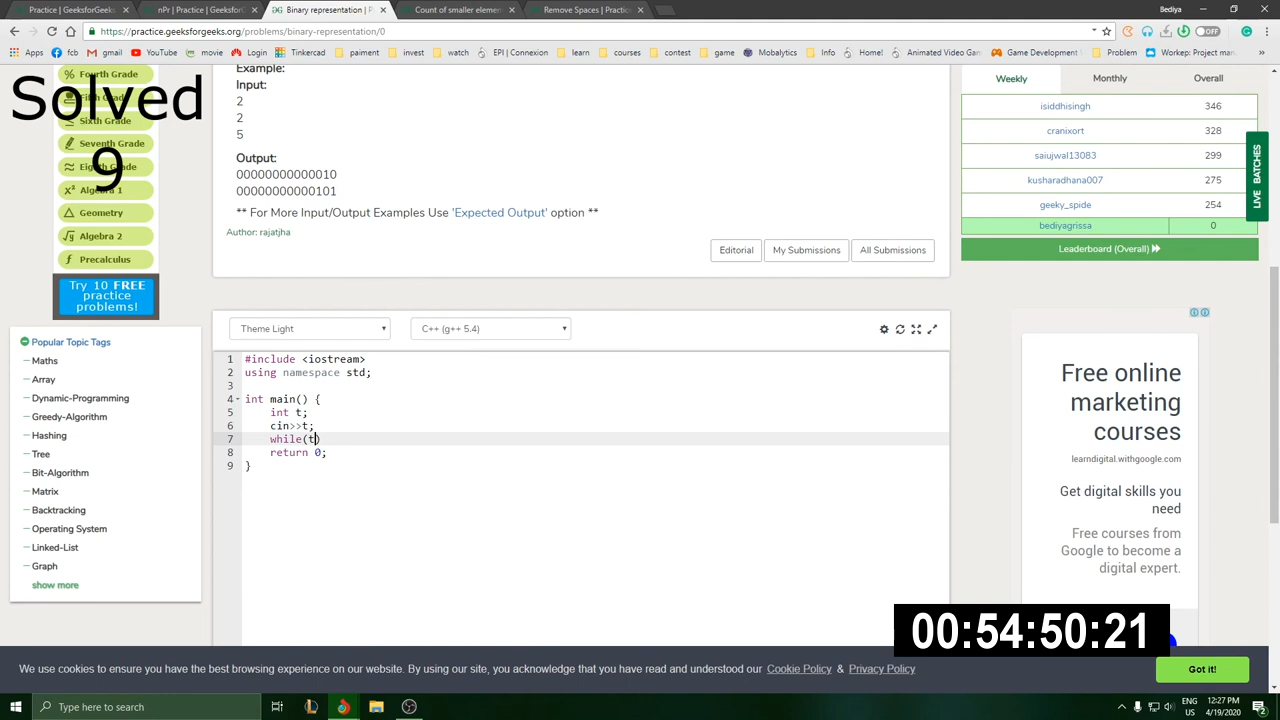 Practice | GeeksforG
nPr | Practice | GeeksforG
Binary representation | P
Count of smaller elements
Remove Spaces | Practic
Bediya
https://practice.geeksforgeeks.org/problems/binary-representation/0
OFF
Apps fcb gmail YouTube movie Login Tinkercad paiment invest watch EPI | Connexion learn courses contest game Mobalytics Info Home! Animated Video Gan Game Development Problem Workep: Project man
Fourth Grade
Sixth Grade
Seventh Grade
Algebra 1
Geometry
Algebra 2
Precalculus
Solved
9
Try 10 FREE
practice
problems!
Popular Topic Tags
Maths
Array
Dynamic-Programming
Greedy-Algorithm
Hashing
Tree
Bit-Algorithm
Matrix
Backtracking
Operating System
Linked-List
Graph
show more
Example:
Input:
2
2
5
Output:
00000000000010
00000000000101
** For More Input/Output Examples Use 'Expected Output' option **
Author: rajatjha
Editorial My Submissions All Submissions
Theme Light C++ (g++ 5.4)
1 #include <iostream>
2 using namespace std;
3
4 int main() {
5 int t;
6 cin>>t;
7 while(t)
8 return 0;
9 }
Weekly Monthly Overall
isiddhisingh 346
cranixort 328
saiujwal13083 299
kusharadhana007 275
geeky_spide 254
bediyagrissa 0
Leaderboard (Overall)
LIVE BATCHES
Free online
marketing
courses
learndigital.withgoogle.com
Get digital skills you
need
Free courses from
Google to become a
digital expert.
00:54:50:21
We use cookies to ensure you have the best browsing experience on our website. By using our site, you acknowledge that you have read and understood our Cookie Policy & Privacy Policy
Got it!
Type here to search
ENG
US
12:27 PM
4/19/2020
2